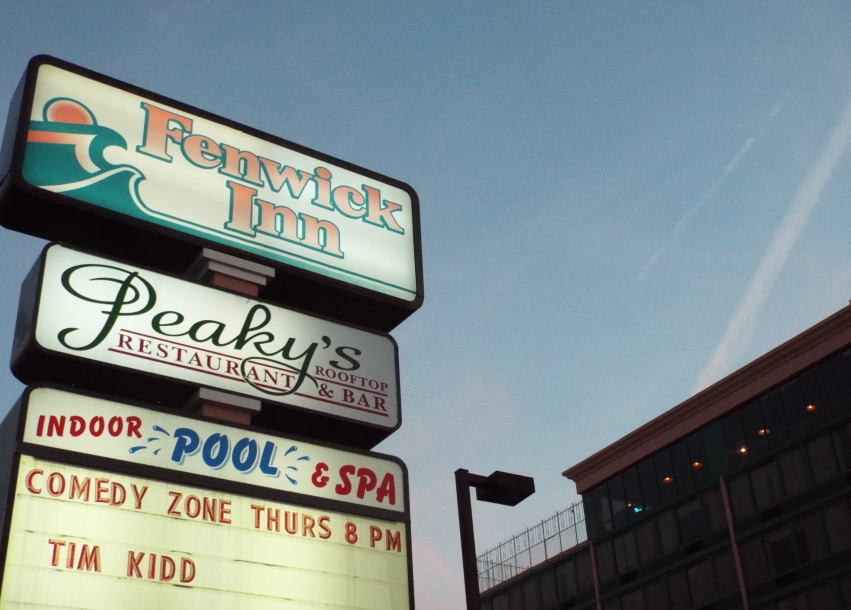 Fenwick
Inn
Peaky's
RESTAURANT
ROOFTOP
& BAR
INDOOR POOL & SPA
COMEDY ZONE THURS 8 PM
TIM KIDD